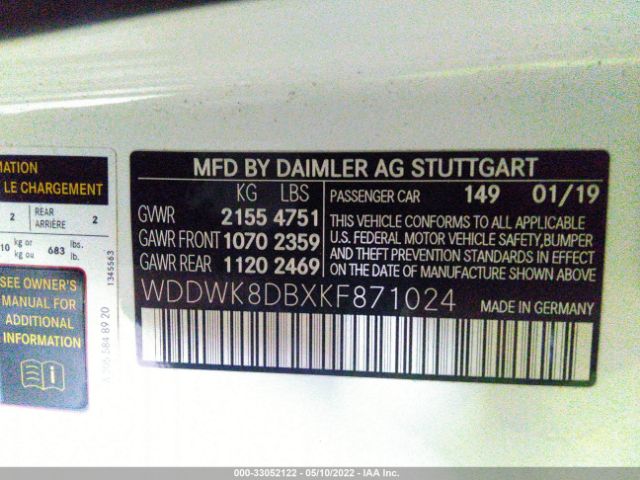 MATION
LE CHARGEMENT
2 REAR ARRIÈRE 2
10 kg or kg ou 683 lbs. lb.
SEE OWNER'S
MANUAL FOR
ADDITIONAL
INFORMATION
1345563
MFD BY DAIMLER AG STUTTGART
KG LBS
GVWR 2155 4751
GAWR FRONT 1070 2359
GAWR REAR 1120 2469
PASSENGER CAR 149 01/19
THIS VEHICLE CONFORMS TO ALL APPLICABLE
U.S. FEDERAL MOTOR VEHICLE SAFETY, BUMPER
AND THEFT PREVENTION STANDARDS IN EFFECT
ON THE DATE OF MANUFACTURE SHOWN ABOVE
WDDWK8DBXKF871024 MADE IN GERMANY
000-33052122 - 05/10/2022 - IAA Inc.